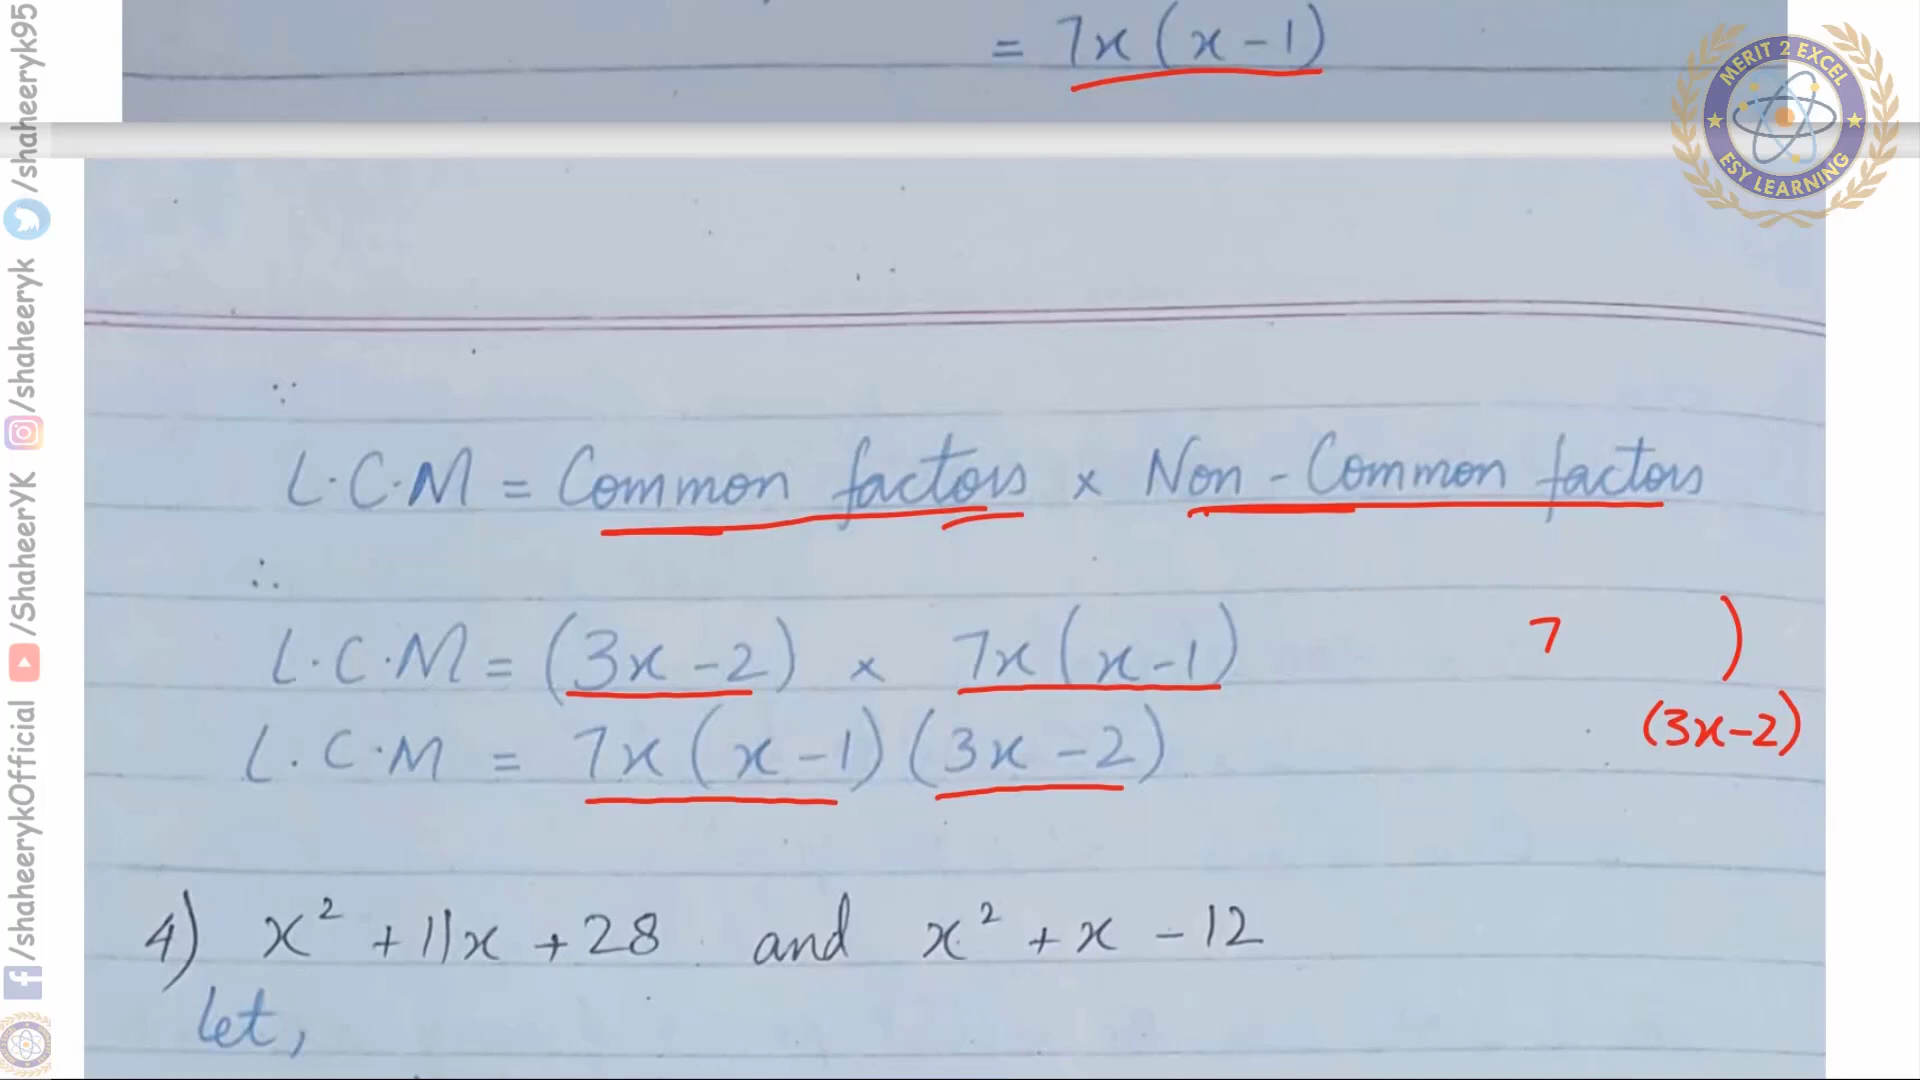 = 7x (x - 1)
MERIT 2 EXCEL
ESY LEARNING
∵
L.C.M = Common factors × Non-Common factors
∴
L.C.M = (3x - 2) × 7x (x - 1)
7 )
L.C.M = 7x (x - 1) (3x - 2)
(3x-2)
4) x² + 11x + 28 and x² + x - 12
let,
/shaheerykOfficial /ShaheerYK /shaheeryk /shaheeryk95